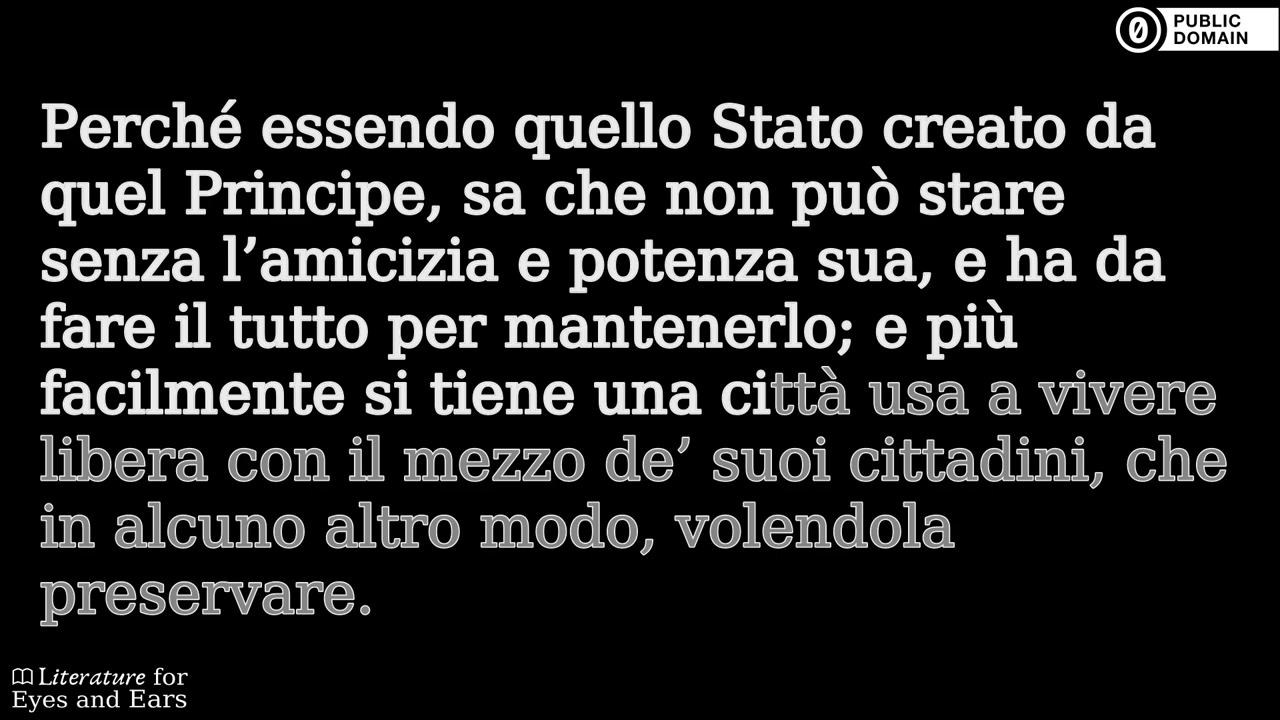 PUBLIC
DOMAIN
Perché essendo quello Stato creato da
quel Principe, sa che non può stare
senza l’amicizia e potenza sua, e ha da
fare il tutto per mantenerlo; e più
facilmente si tiene una città usa a vivere
libera con il mezzo de’ suoi cittadini, che
in alcuno altro modo, volendola
preservare.
Literature for
Eyes and Ears